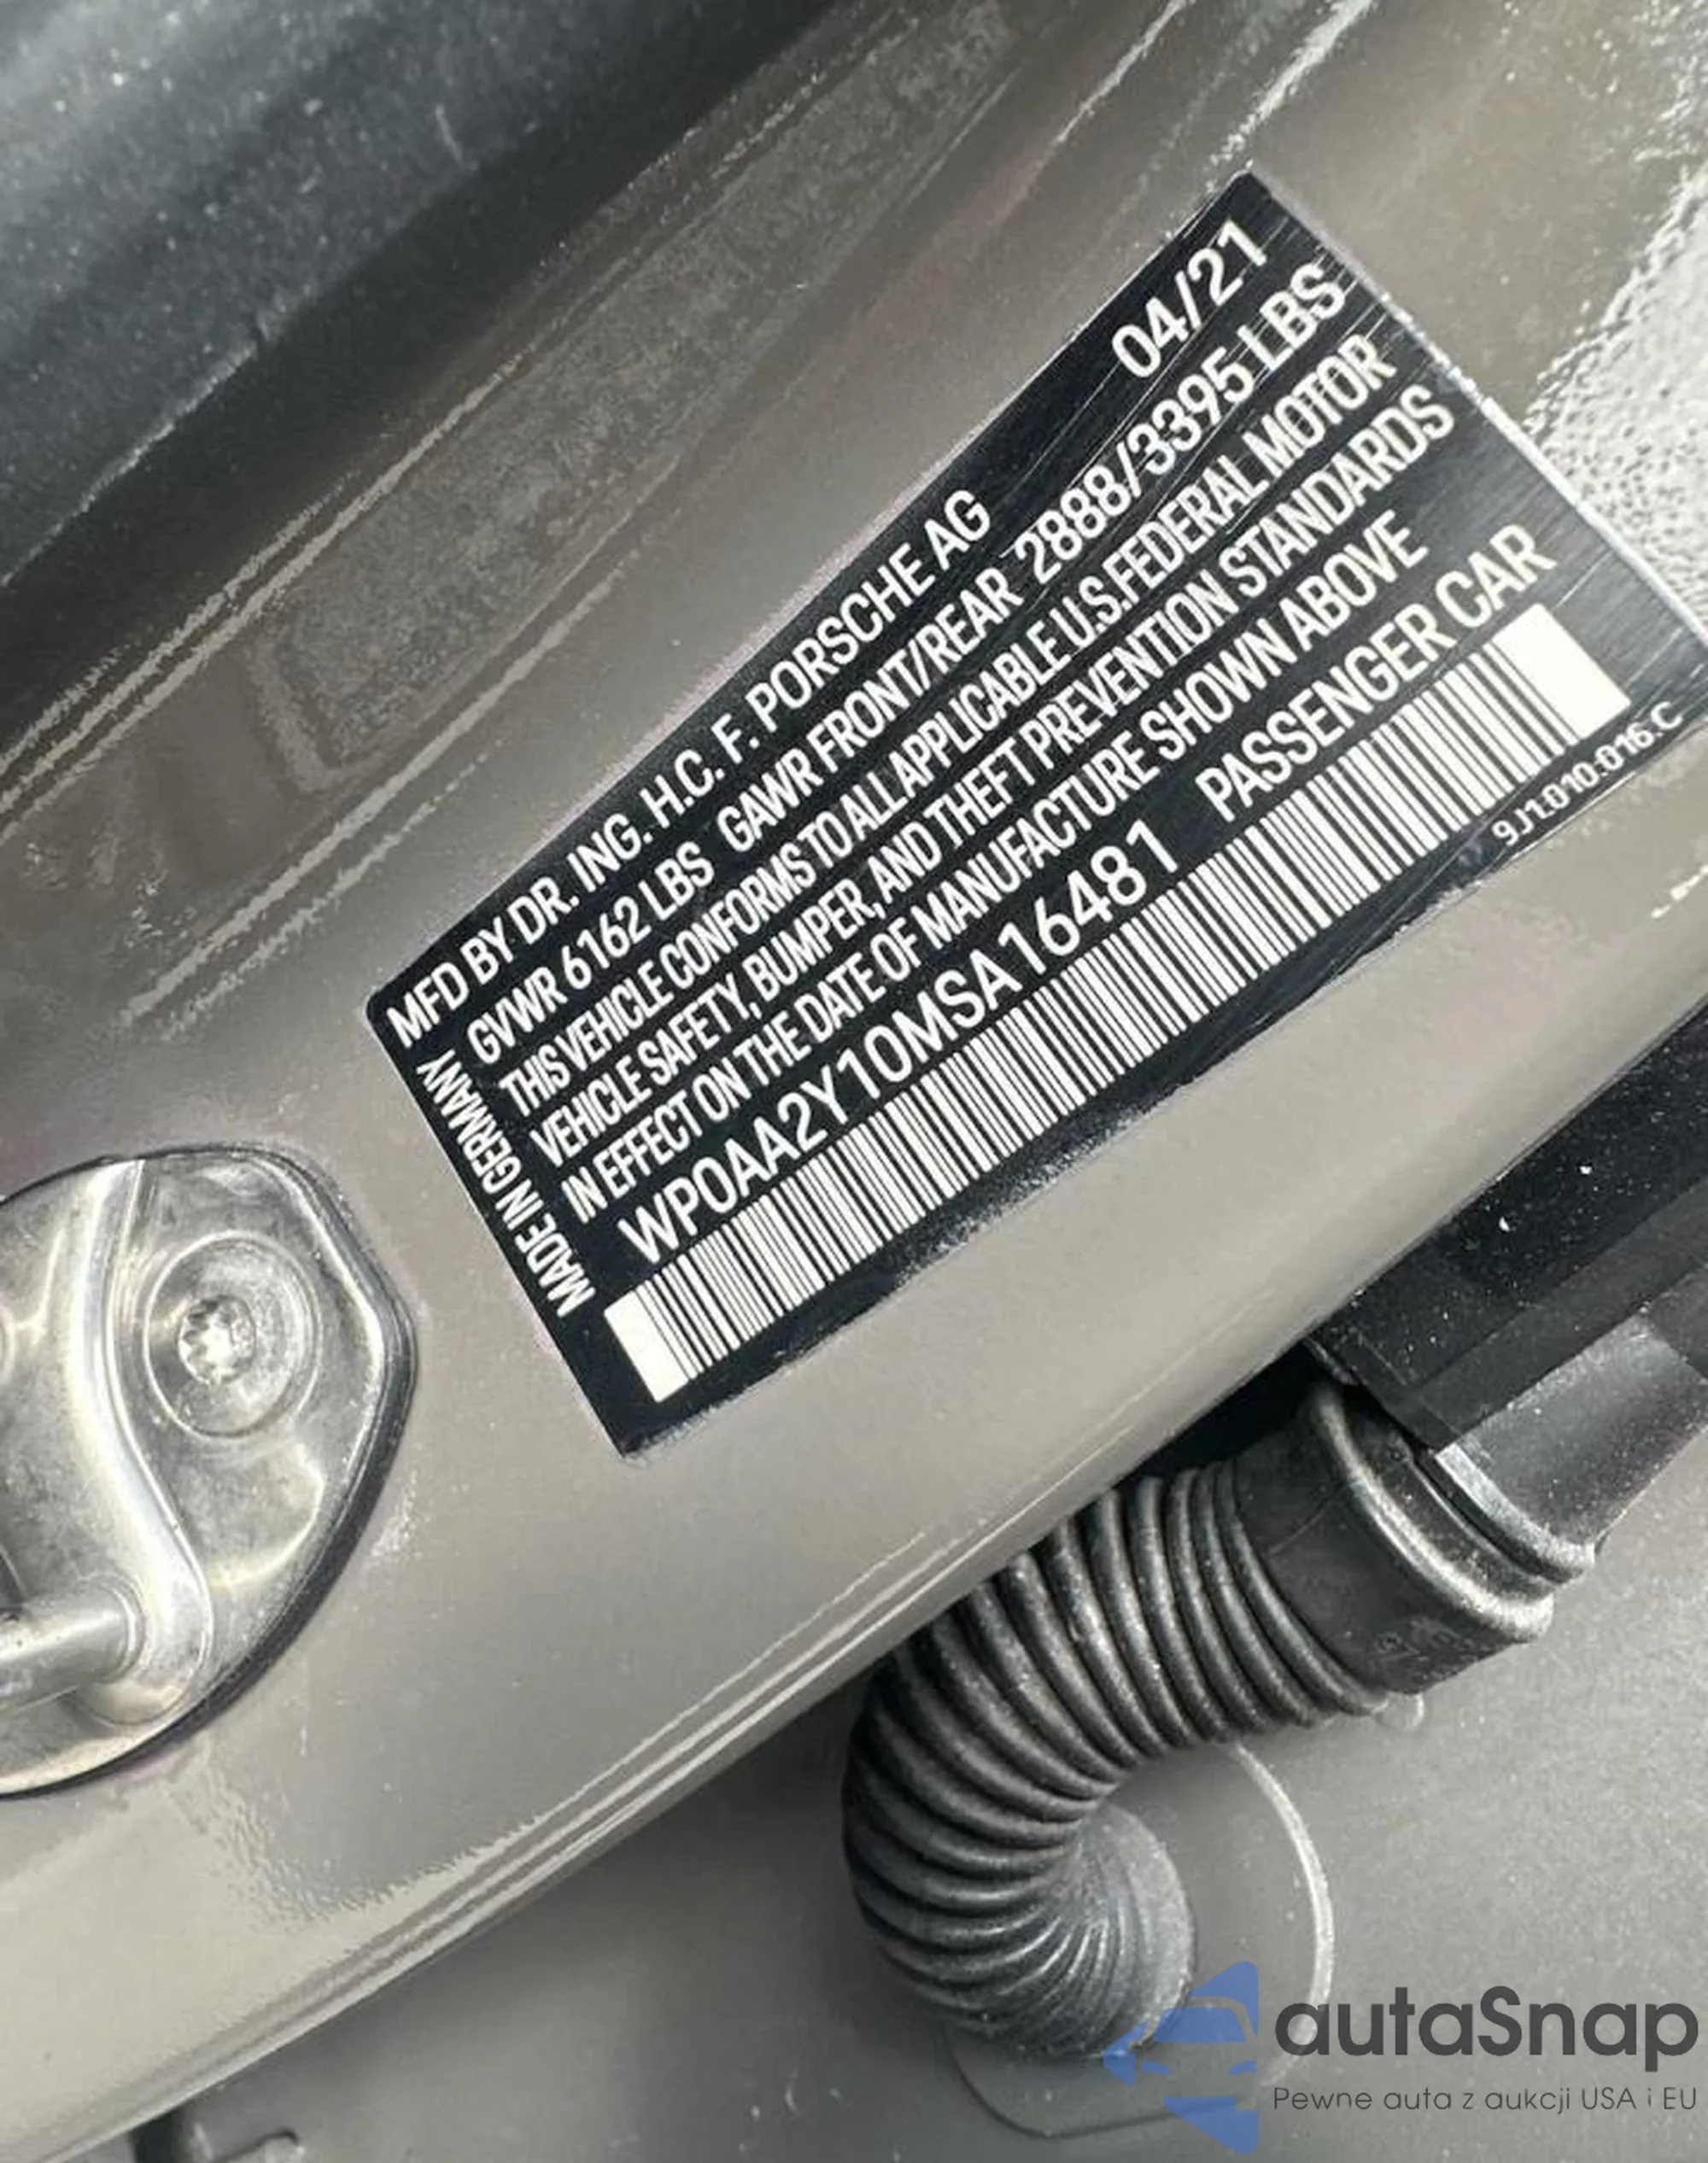 MFD BY DR. ING. H.C. F. PORSCHE AG 04/21
GVWR 6162 LBS GAWR FRONT/REAR 2888/3395 LBS
THIS VEHICLE CONFORMS TO ALL APPLICABLE U.S.FEDERAL MOTOR
VEHICLE SAFETY, BUMPER, AND THEFT PREVENTION STANDARDS
IN EFFECT ON THE DATE OF MANUFACTURE SHOWN ABOVE
WP0AA2Y10MSA16481 PASSENGER CAR
MADE IN GERMANY
9J1.010.016.C
autaSnap
Pewne auta z aukcji USA i EU